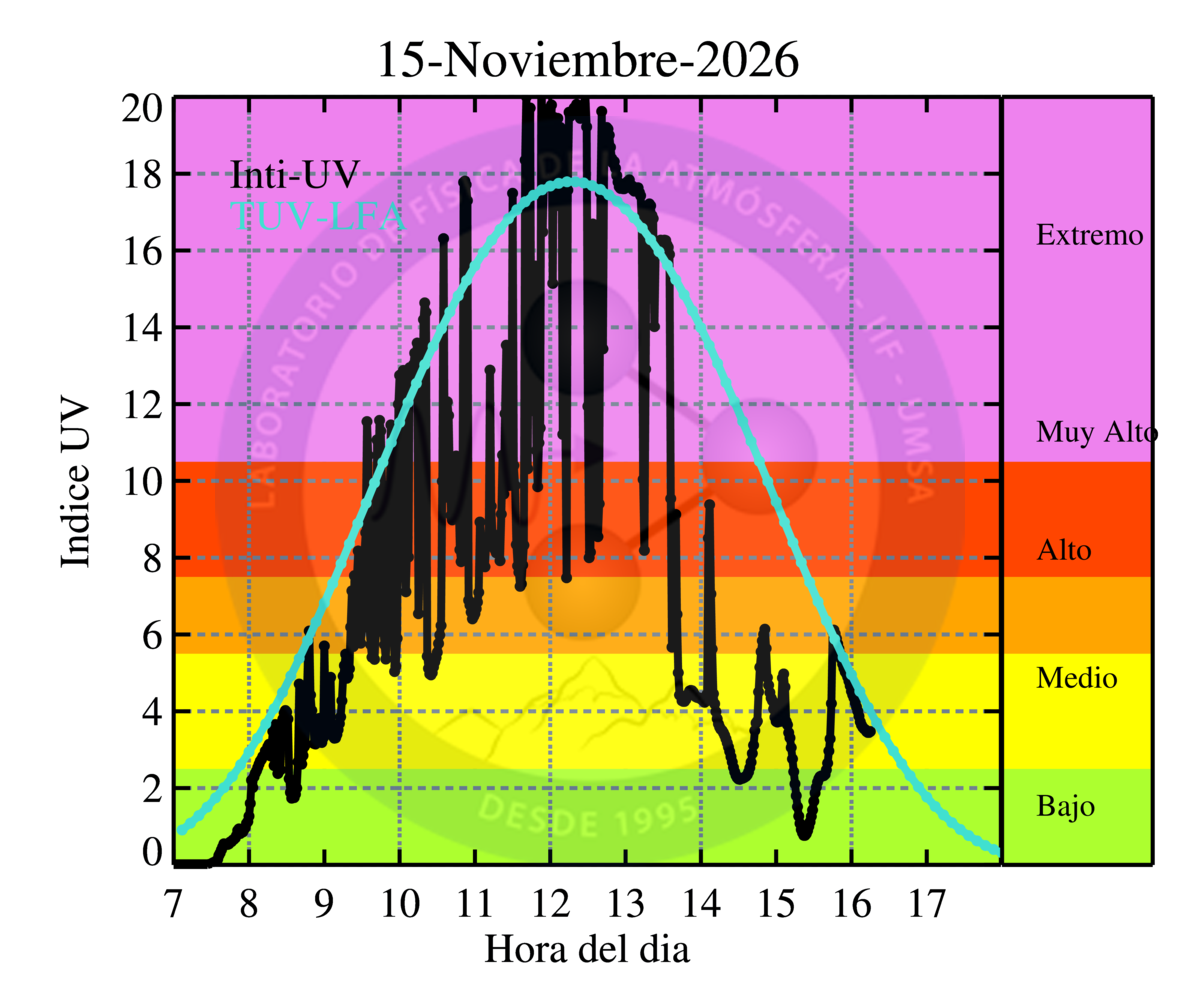 15-Noviembre-2026
20
18
16
14
12
10
8
6
4
2
0
Indice UV
Inti-UV
TUV-LFA
LABORATORIO DE FÍSICA DE LA ATMÓSFERA - IIF - UMSA
DESDE 1995
Extremo
Muy Alto
Alto
Medio
Bajo
7 8 9 10 11 12 13 14 15 16 17
Hora del dia